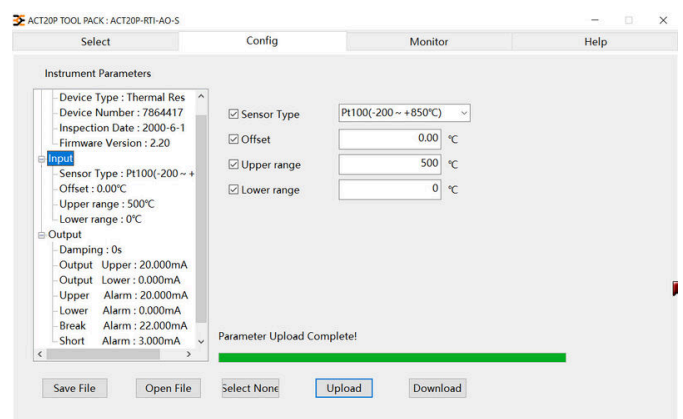 ACT20P TOOL PACK : ACT20P-RTI-AO-S
Select Config Monitor Help
Instrument Parameters
Device Type : Thermal Res
Device Number : 7864417
Inspection Date : 2000-6-1
Firmware Version : 2.20
Input
Sensor Type : Pt100(-200 ~ +
Offset : 0.00℃
Upper range : 500℃
Lower range : 0℃
Output
Damping : 0s
Output Upper : 20.000mA
Output Lower : 0.000mA
Upper Alarm : 20.000mA
Lower Alarm : 0.000mA
Break Alarm : 22.000mA
Short Alarm : 3.000mA
Sensor Type Pt100(-200 ~ +850℃)
Offset 0.00 ℃
Upper range 500 ℃
Lower range 0 ℃
Parameter Upload Complete!
Save File Open File Select None Upload Download